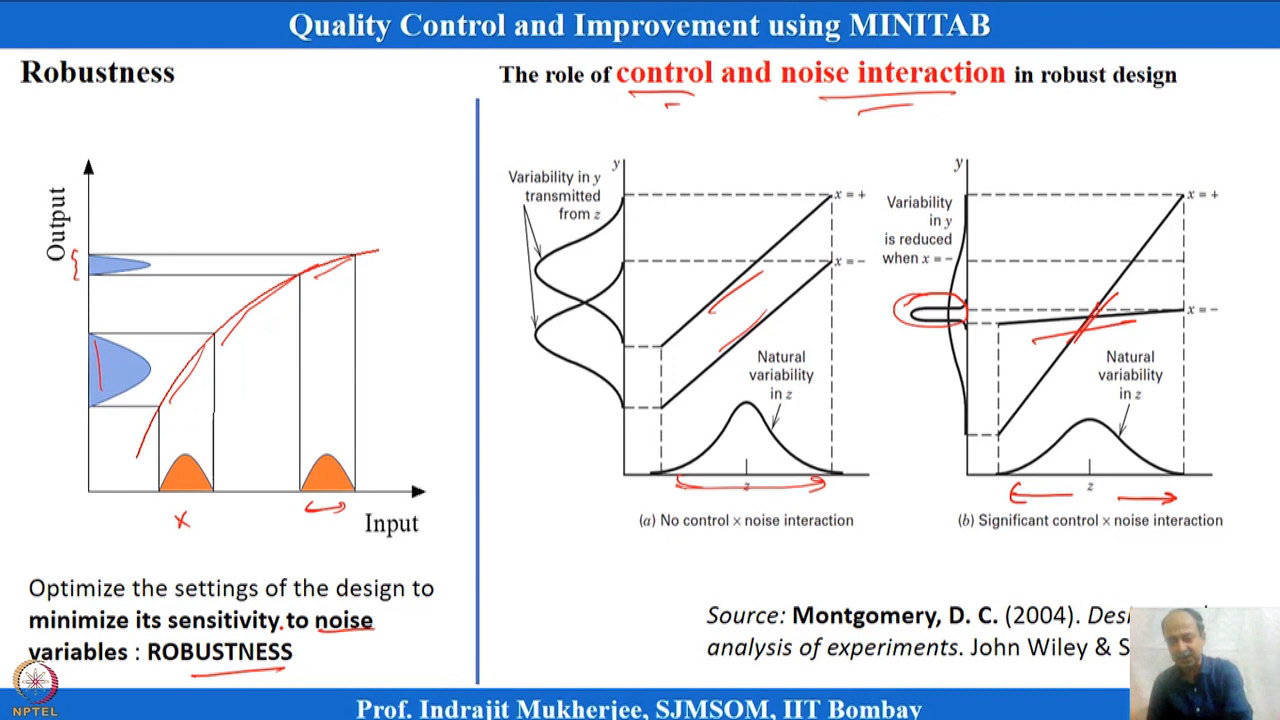 Quality Control and Improvement using MINITAB
Robustness
Output
Input
x
Optimize the settings of the design to
minimize its sensitivity to noise
variables : ROBUSTNESS
The role of control and noise interaction in robust design
Variability in y
transmitted
from z
y
x = +
x = −
Natural
variability
in z
z
(a) No control × noise interaction
y
Variability
in y
is reduced
when x = −
x = +
x = −
Natural
variability
in z
z
(b) Significant control × noise interaction
Source: Montgomery, D. C. (2004).
analysis of experiments. John Wiley & S
NPTEL
Prof. Indrajit Mukherjee, SJMSOM, IIT Bombay